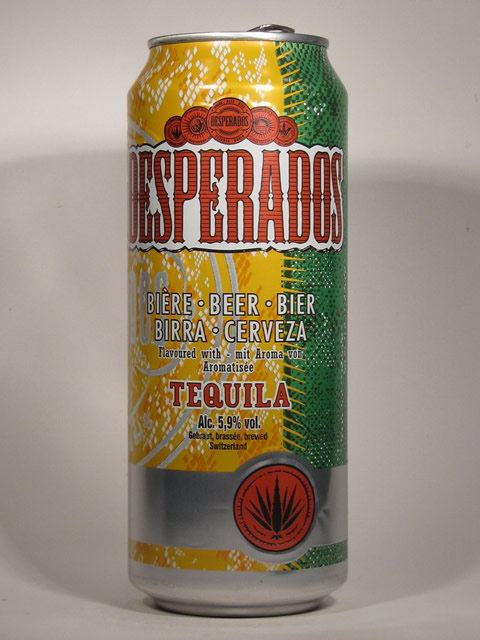 DESPERADOS
DESPERADOS
BIÈRE · BEER · BIER
BIRRA · CERVEZA
Flavoured with - mit Aroma von
Aromatisée
TEQUILA
Alc. 5,9% vol.
Gebraut, brassée, brewed
Switzerland